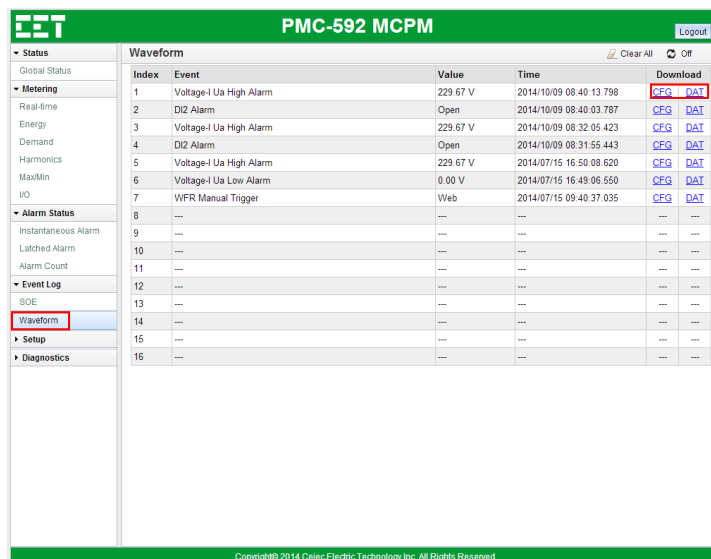 CET
PMC-592 MCPM
Logout
Status
Global Status
Metering
Real-time
Energy
Demand
Harmonics
Max/Min
I/O
Alarm Status
Instantaneous Alarm
Latched Alarm
Alarm Count
Event Log
SOE
Waveform
Setup
Diagnostics
Waveform Clear All Off
Index Event Value Time Download
1 Voltage-I Ua High Alarm 229.67 V 2014/10/09 08:40:13.798 CFG DAT
2 DI2 Alarm Open 2014/10/09 08:40:03.787 CFG DAT
3 Voltage-I Ua High Alarm 229.67 V 2014/10/09 08:32:05.423 CFG DAT
4 DI2 Alarm Open 2014/10/09 08:31:55.443 CFG DAT
5 Voltage-I Ua High Alarm 229.67 V 2014/07/15 16:50:08.620 CFG DAT
6 Voltage-I Ua Low Alarm 0.00 V 2014/07/15 16:49:06.550 CFG DAT
7 WFR Manual Trigger Web 2014/07/15 09:40:37.035 CFG DAT
8 --- --- --- --- ---
9 --- --- --- --- ---
10 --- --- --- --- ---
11 --- --- --- --- ---
12 --- --- --- --- ---
13 --- --- --- --- ---
14 --- --- --- --- ---
15 --- --- --- --- ---
16 --- --- --- --- ---
Copyright© 2014 Ceiec Electric Technology Inc. All Rights Reserved